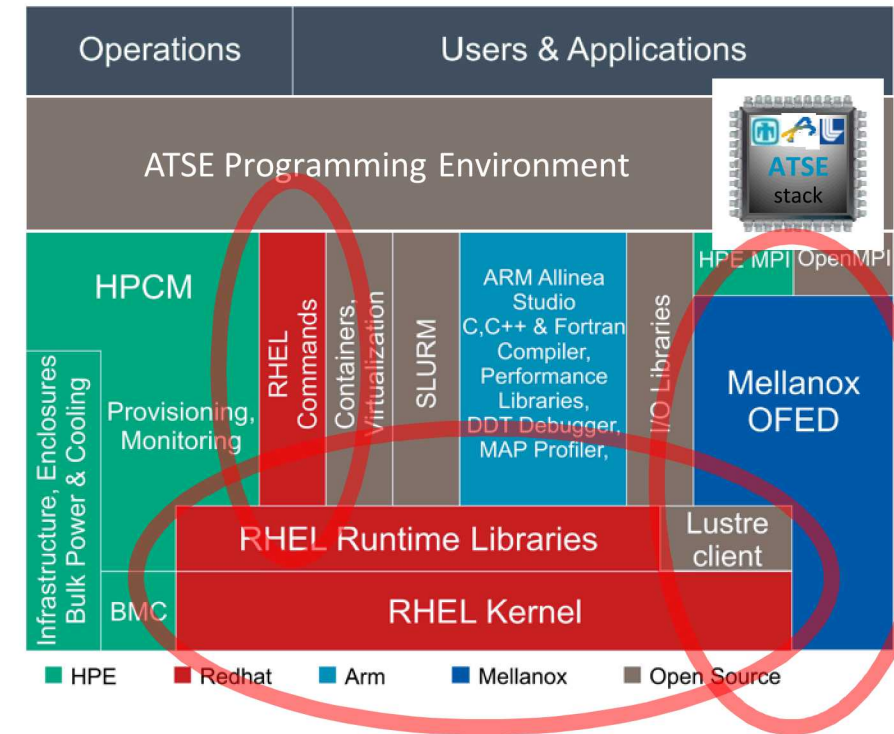 Operations
Users & Applications
ATSE Programming Environment
ATSE
stack
HPCM
Provisioning,
Monitoring
Infrastructure, Enclosures
Bulk Power & Cooling
BMC
RHEL
Commands
Containers,
Virtualization
SLURM
ARM Allinea
Studio
C,C++ & Fortran
Compiler,
Performance
Libraries,
DDT Debugger,
MAP Profiler,
I/O Libraries
HPE MPI
OpenMPI
Mellanox
OFED
RHEL Runtime Libraries
Lustre
client
RHEL Kernel
HPE
Redhat
Arm
Mellanox
Open Source